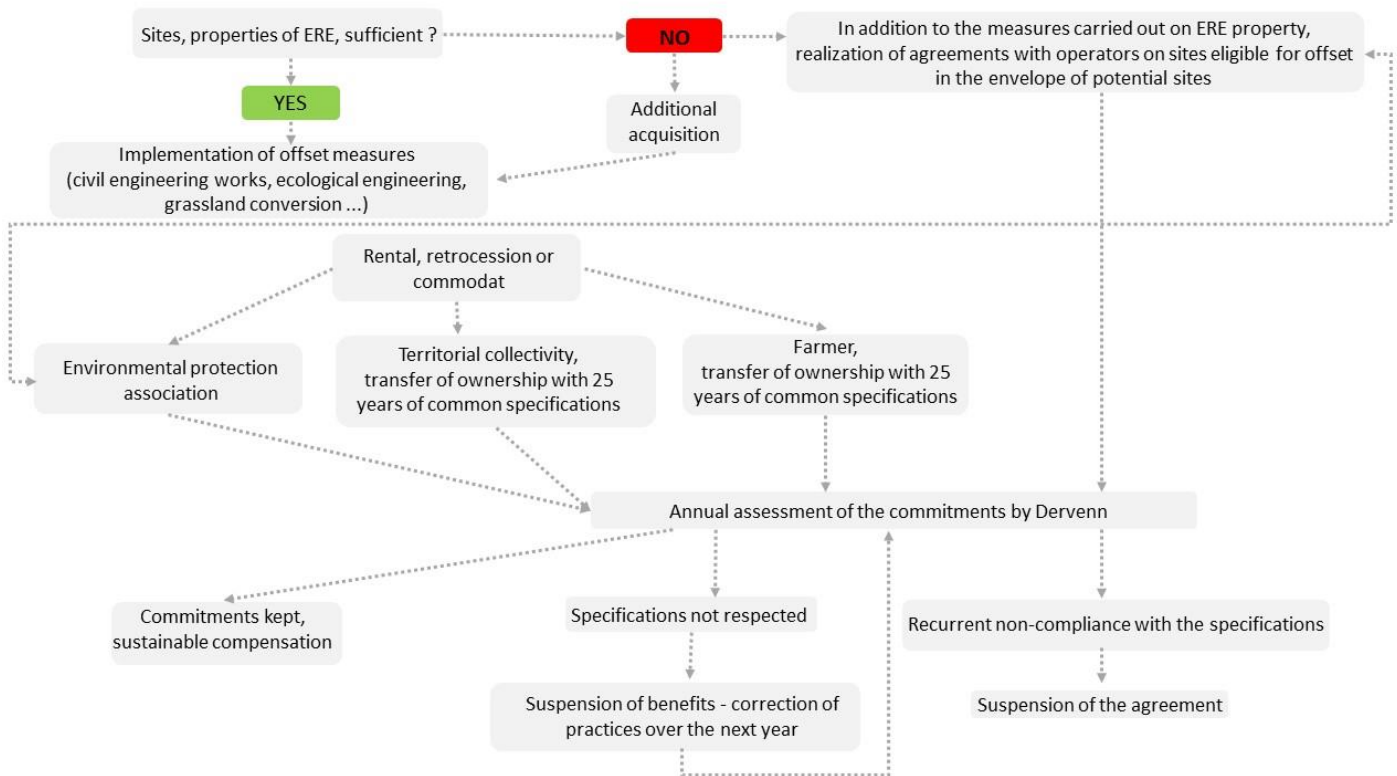 Sites, properties of ERE, sufficient ?
NO
In addition to the measures carried out on ERE property,
realization of agreements with operators on sites eligible for offset
in the envelope of potential sites
YES
Additional
acquisition
Implementation of offset measures
(civil engineering works, ecological engineering,
grassland conversion ...)
Rental, retrocession or
commodat
Environmental protection
association
Territorial collectivity,
transfer of ownership with 25
years of common specifications
Farmer,
transfer of ownership with 25
years of common specifications
Annual assessment of the commitments by Dervenn
Commitments kept,
sustainable compensation
Specifications not respected
Recurrent non-compliance with the specifications
Suspension of benefits - correction of
practices over the next year
Suspension of the agreement